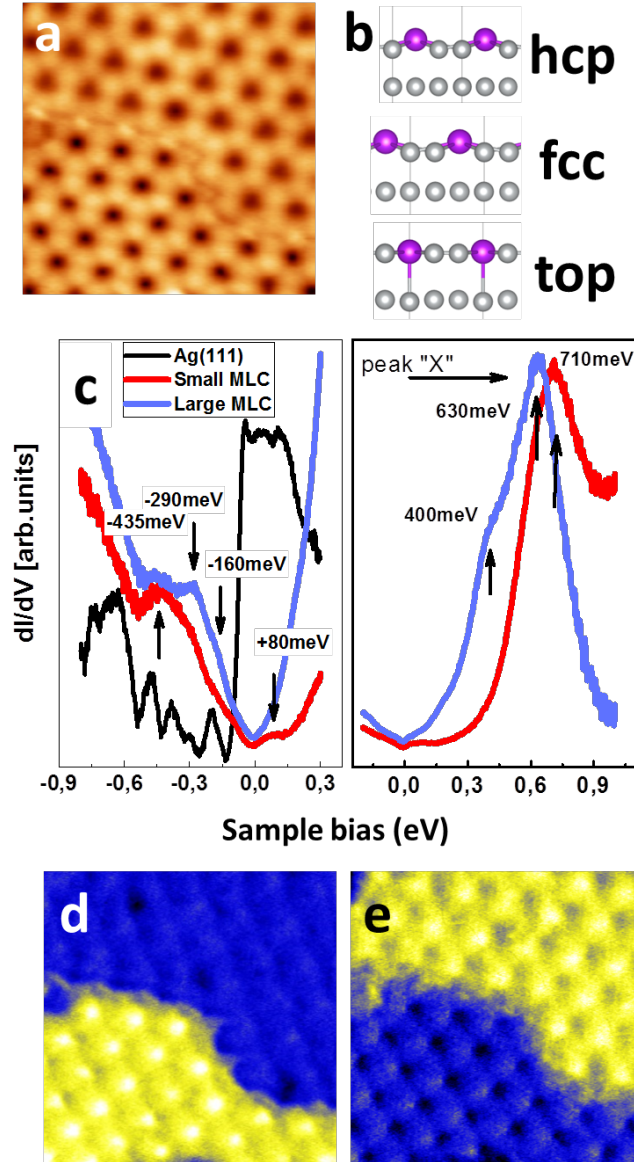 a
b
hcp
fcc
top
c
Ag(111)
Small MLC
Large MLC
-290meV
-435meV
-160meV
+80meV
peak "X"
710meV
630meV
400meV
dI/dV [arb.units]
-0,9 -0,6 -0,3 0,0 0,3
0,0 0,3 0,6 0,9
Sample bias (eV)
d
e